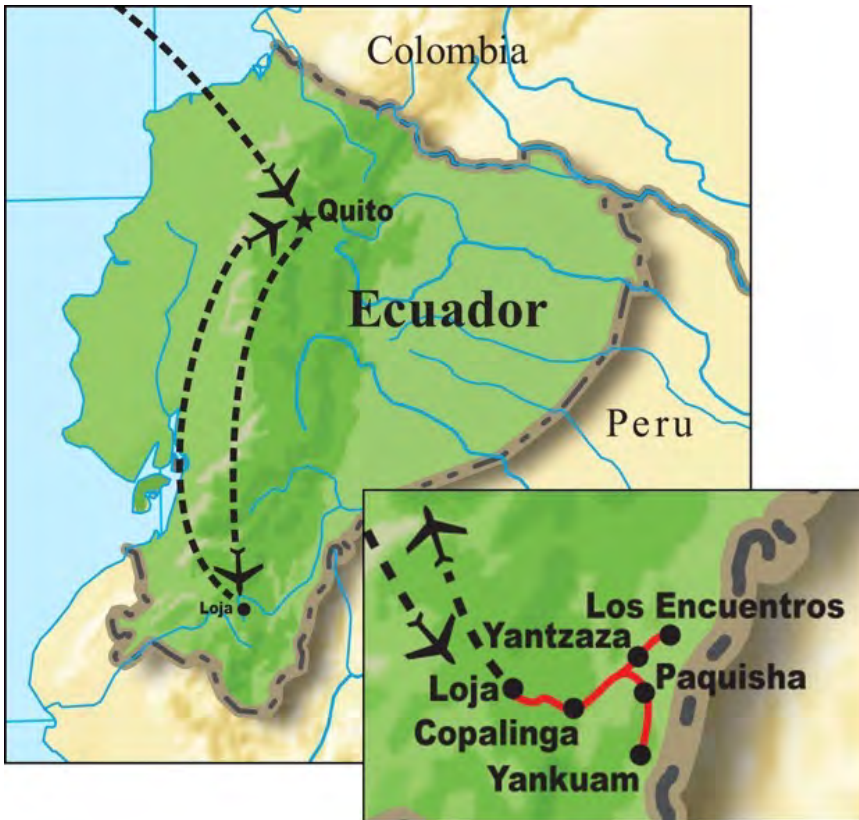 Colombia
Quito
Ecuador
Peru
Loja
Los Encuentros
Yantzaza
Paquisha
Loja
Copalinga
Yankuam